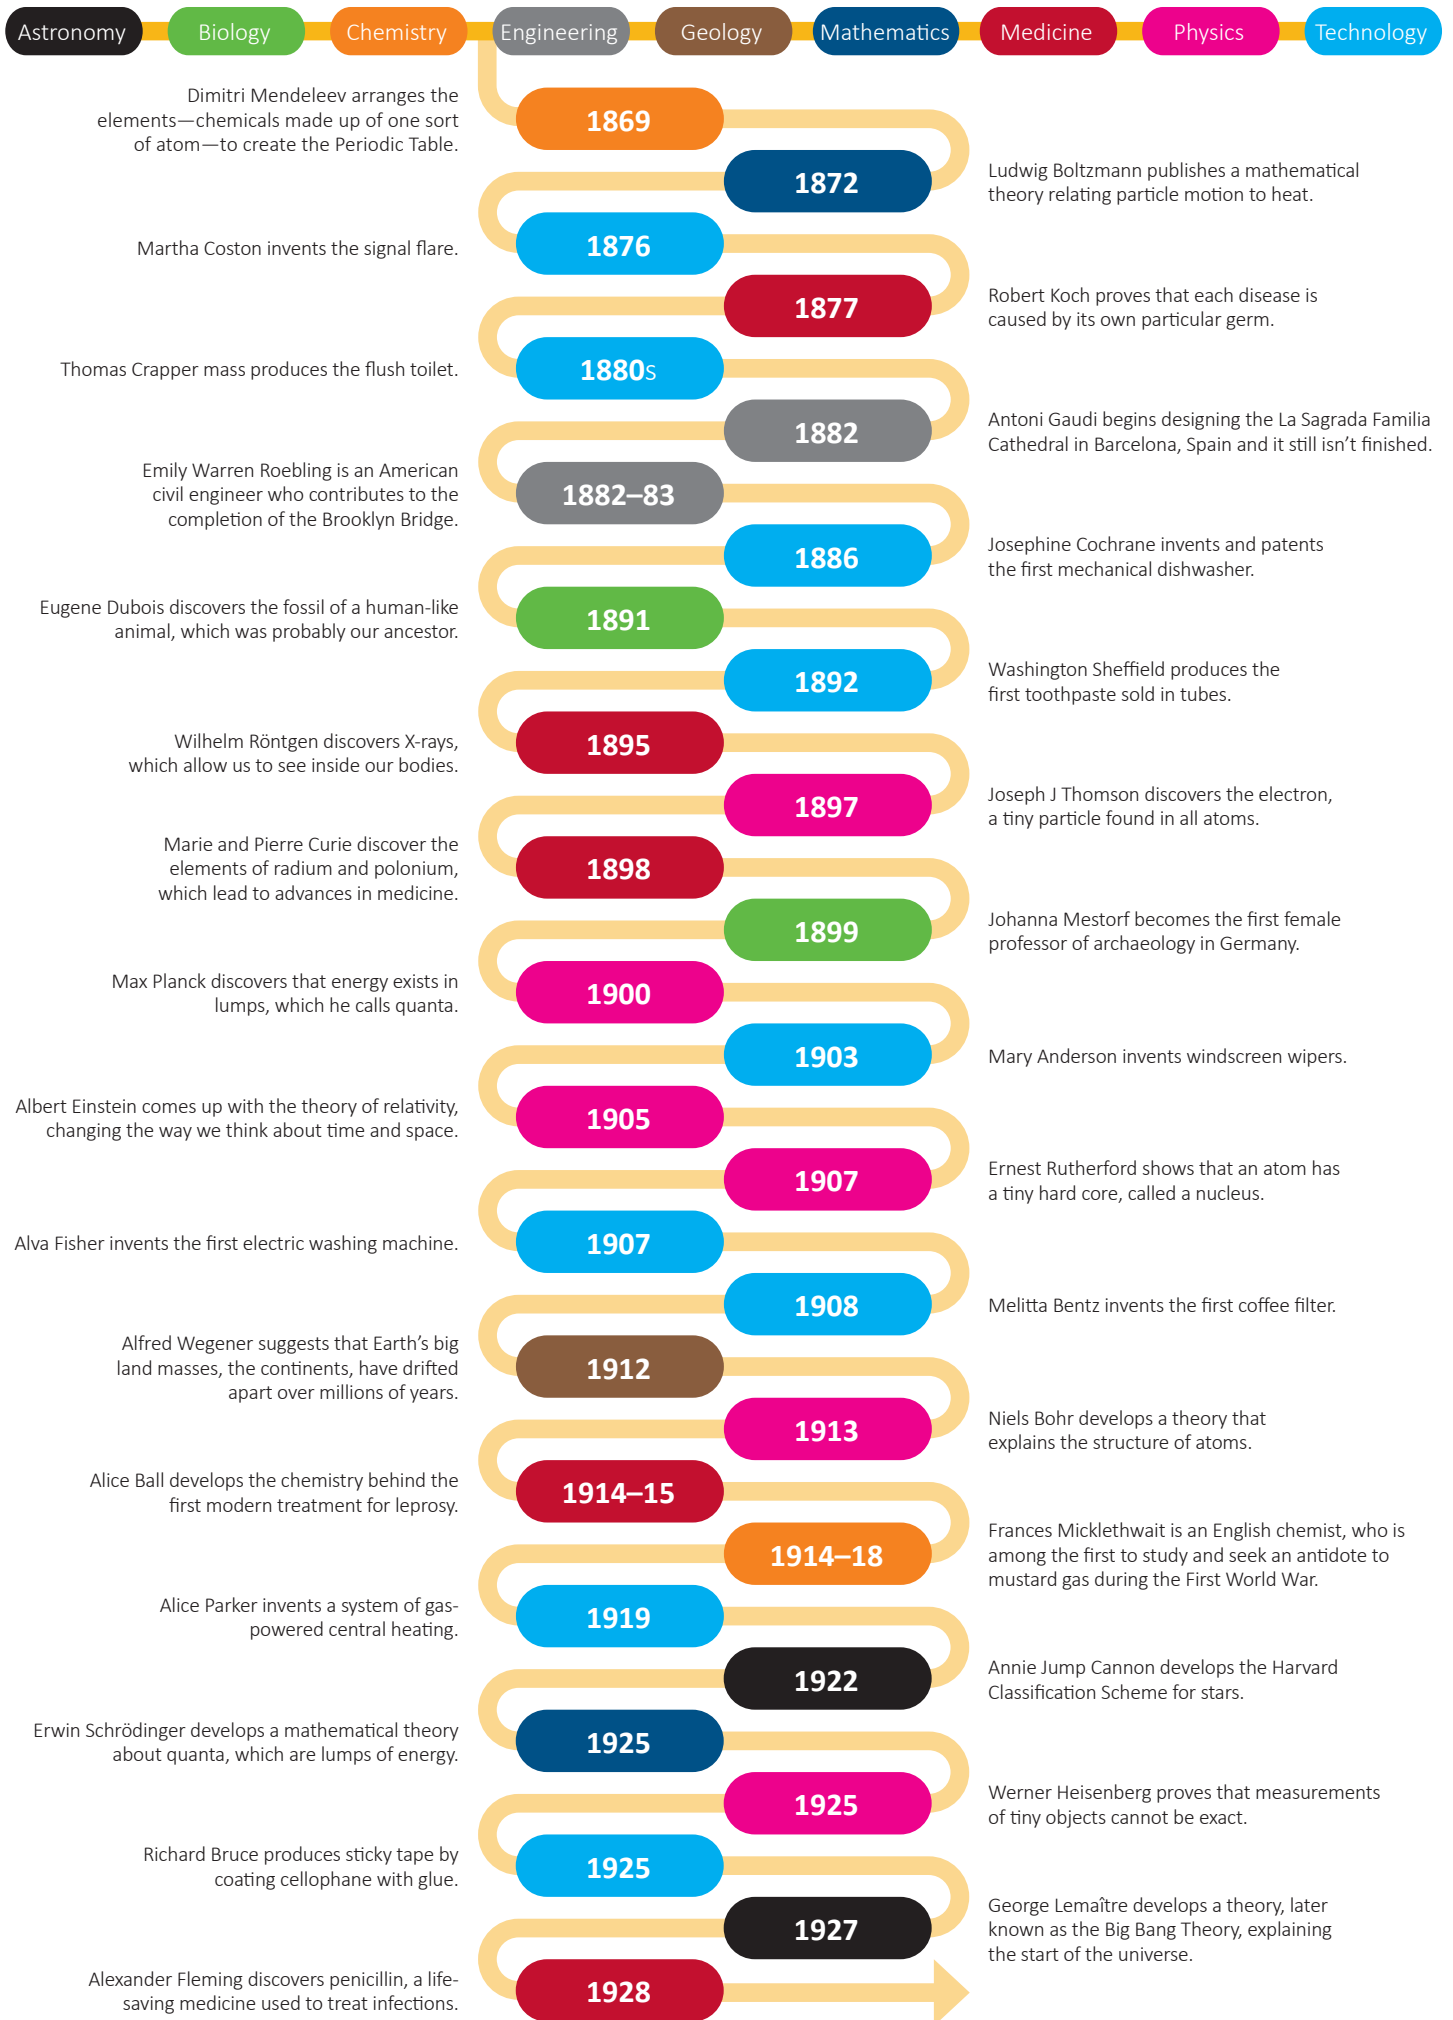 Astronomy Biology Chemistry Engineering Geology Mathematics Medicine Physics Technology
Dimitri Mendeleev arranges the
elements—chemicals made up of one sort
of atom—to create the Periodic Table.
1869
1872
Ludwig Boltzmann publishes a mathematical
theory relating particle motion to heat.
Martha Coston invents the signal flare.
1876
1877
Robert Koch proves that each disease is
caused by its own particular germ.
Thomas Crapper mass produces the flush toilet.
1880s
1882
Antoni Gaudi begins designing the La Sagrada Familia
Cathedral in Barcelona, Spain and it still isn’t finished.
Emily Warren Roebling is an American
civil engineer who contributes to the
completion of the Brooklyn Bridge.
1882–83
1886
Josephine Cochrane invents and patents
the first mechanical dishwasher.
Eugene Dubois discovers the fossil of a human-like
animal, which was probably our ancestor.
1891
1892
Washington Sheffield produces the
first toothpaste sold in tubes.
Wilhelm Röntgen discovers X-rays,
which allow us to see inside our bodies.
1895
1897
Joseph J Thomson discovers the electron,
a tiny particle found in all atoms.
Marie and Pierre Curie discover the
elements of radium and polonium,
which lead to advances in medicine.
1898
1899
Johanna Mestorf becomes the first female
professor of archaeology in Germany.
Max Planck discovers that energy exists in
lumps, which he calls quanta.
1900
1903
Mary Anderson invents windscreen wipers.
Albert Einstein comes up with the theory of relativity,
changing the way we think about time and space.
1905
1907
Ernest Rutherford shows that an atom has
a tiny hard core, called a nucleus.
Alva Fisher invents the first electric washing machine.
1907
1908
Melitta Bentz invents the first coffee filter.
Alfred Wegener suggests that Earth’s big
land masses, the continents, have drifted
apart over millions of years.
1912
1913
Niels Bohr develops a theory that
explains the structure of atoms.
Alice Ball develops the chemistry behind the
first modern treatment for leprosy.
1914–15
1914–18
Frances Micklethwait is an English chemist, who is
among the first to study and seek an antidote to
mustard gas during the First World War.
Alice Parker invents a system of gas-
powered central heating.
1919
1922
Annie Jump Cannon develops the Harvard
Classification Scheme for stars.
Erwin Schrödinger develops a mathematical theory
about quanta, which are lumps of energy.
1925
1925
Werner Heisenberg proves that measurements
of tiny objects cannot be exact.
Richard Bruce produces sticky tape by
coating cellophane with glue.
1925
1927
George Lemaître develops a theory, later
known as the Big Bang Theory, explaining
the start of the universe.
Alexander Fleming discovers penicillin, a life-
saving medicine used to treat infections.
1928